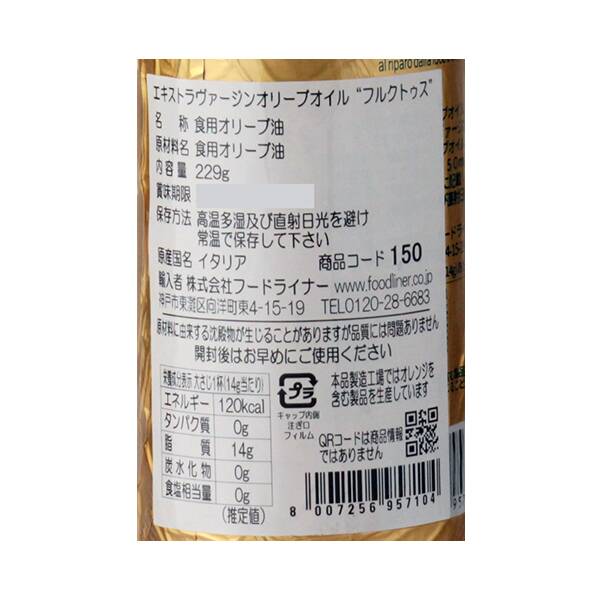 al riparo dalla
エキストラヴァージンオリーブオイル “フルクトゥス”
名　称 食用オリーブ油
原材料名 食用オリーブ油
内容量 229g
賞味期限
保存方法 高温多湿及び直射日光を避け
常温で保存して下さい
原産国名 イタリア 商品コード 150
輸入者 株式会社フードライナー www.foodliner.co.jp
神戸市東灘区向洋町東4-15-19 TEL0120-28-6683
原材料に由来する沈殿物が生じることがありますが品質には問題ありません
開封後はお早めにご使用ください
栄養成分表示 大さじ1杯(14g当たり)
エネルギー 120kcal
タンパク質 0g
脂　質 14g
炭水化物 0g
食塩相当量 0g
(推定値)
プラ
キャップ・内側
注ぎ口
フィルム
本品製造工場ではオレンジを
含む製品を生産しています
QRコードは商品情報
ではありません
8 007256 957104